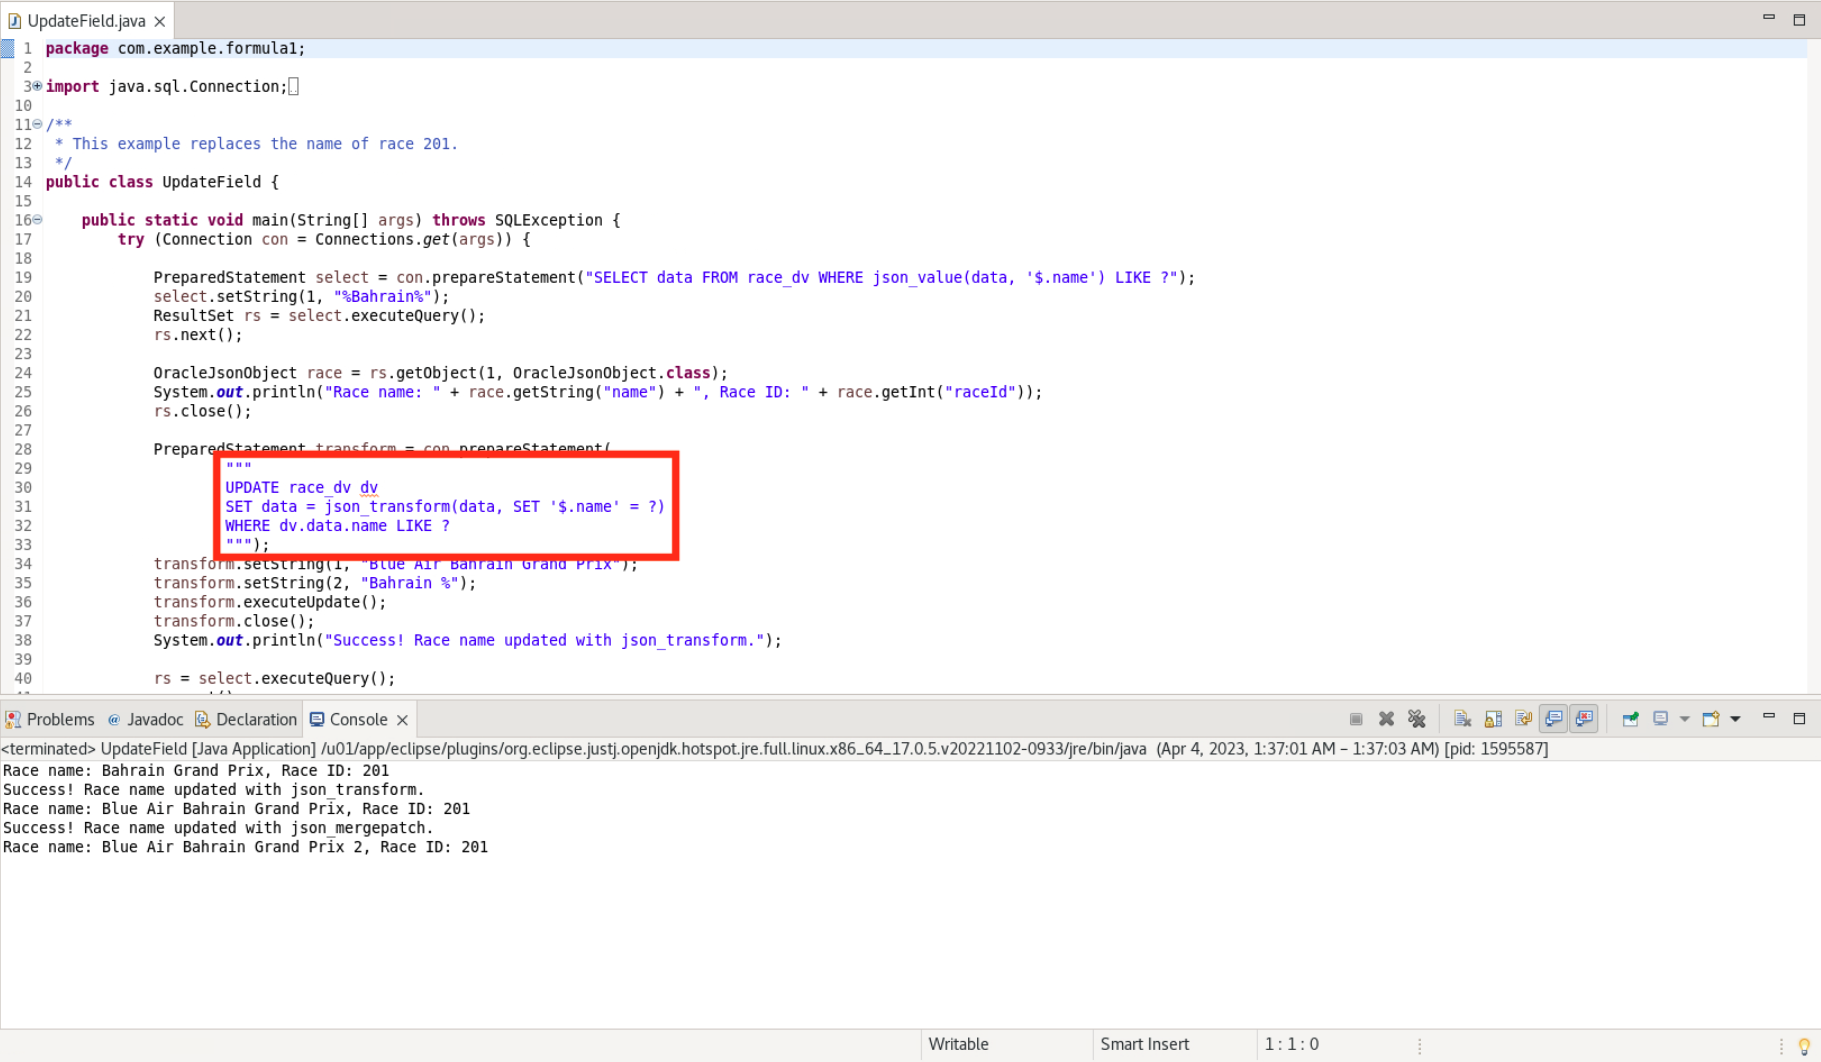 UpdateField.java
1 package com.example.formula1;
2
3 import java.sql.Connection;
10
11 /**
12 * This example replaces the name of race 201.
13 */
14 public class UpdateField {
15
16 public static void main(String[] args) throws SQLException {
17 try (Connection con = Connections.get(args)) {
18
19 PreparedStatement select = con.prepareStatement("SELECT data FROM race_dv WHERE json_value(data, '$.name') LIKE ?");
20 select.setString(1, "%Bahrain%");
21 ResultSet rs = select.executeQuery();
22 rs.next();
23
24 OracleJsonObject race = rs.getObject(1, OracleJsonObject.class);
25 System.out.println("Race name: " + race.getString("name") + ", Race ID: " + race.getInt("raceId"));
26 rs.close();
27
28 PreparedStatement transform = con.prepareStatement(
29 """
30 UPDATE race_dv dv
31 SET data = json_transform(data, SET '$.name' = ?)
32 WHERE dv.data.name LIKE ?
33 """);
34 transform.setString(1, "Blue Air Bahrain Grand Prix");
35 transform.setString(2, "Bahrain %");
36 transform.executeUpdate();
37 transform.close();
38 System.out.println("Success! Race name updated with json_transform.");
39
40 rs = select.executeQuery();
Problems @ Javadoc Declaration Console
<terminated> UpdateField [Java Application] /u01/app/eclipse/plugins/org.eclipse.justj.openjdk.hotspot.jre.full.linux.x86_64_17.0.5.v20221102-0933/jre/bin/java (Apr 4, 2023, 1:37:01 AM – 1:37:03 AM) [pid: 1595587]
Race name: Bahrain Grand Prix, Race ID: 201
Success! Race name updated with json_transform.
Race name: Blue Air Bahrain Grand Prix, Race ID: 201
Success! Race name updated with json_mergepatch.
Race name: Blue Air Bahrain Grand Prix 2, Race ID: 201
Writable Smart Insert 1 : 1 : 0